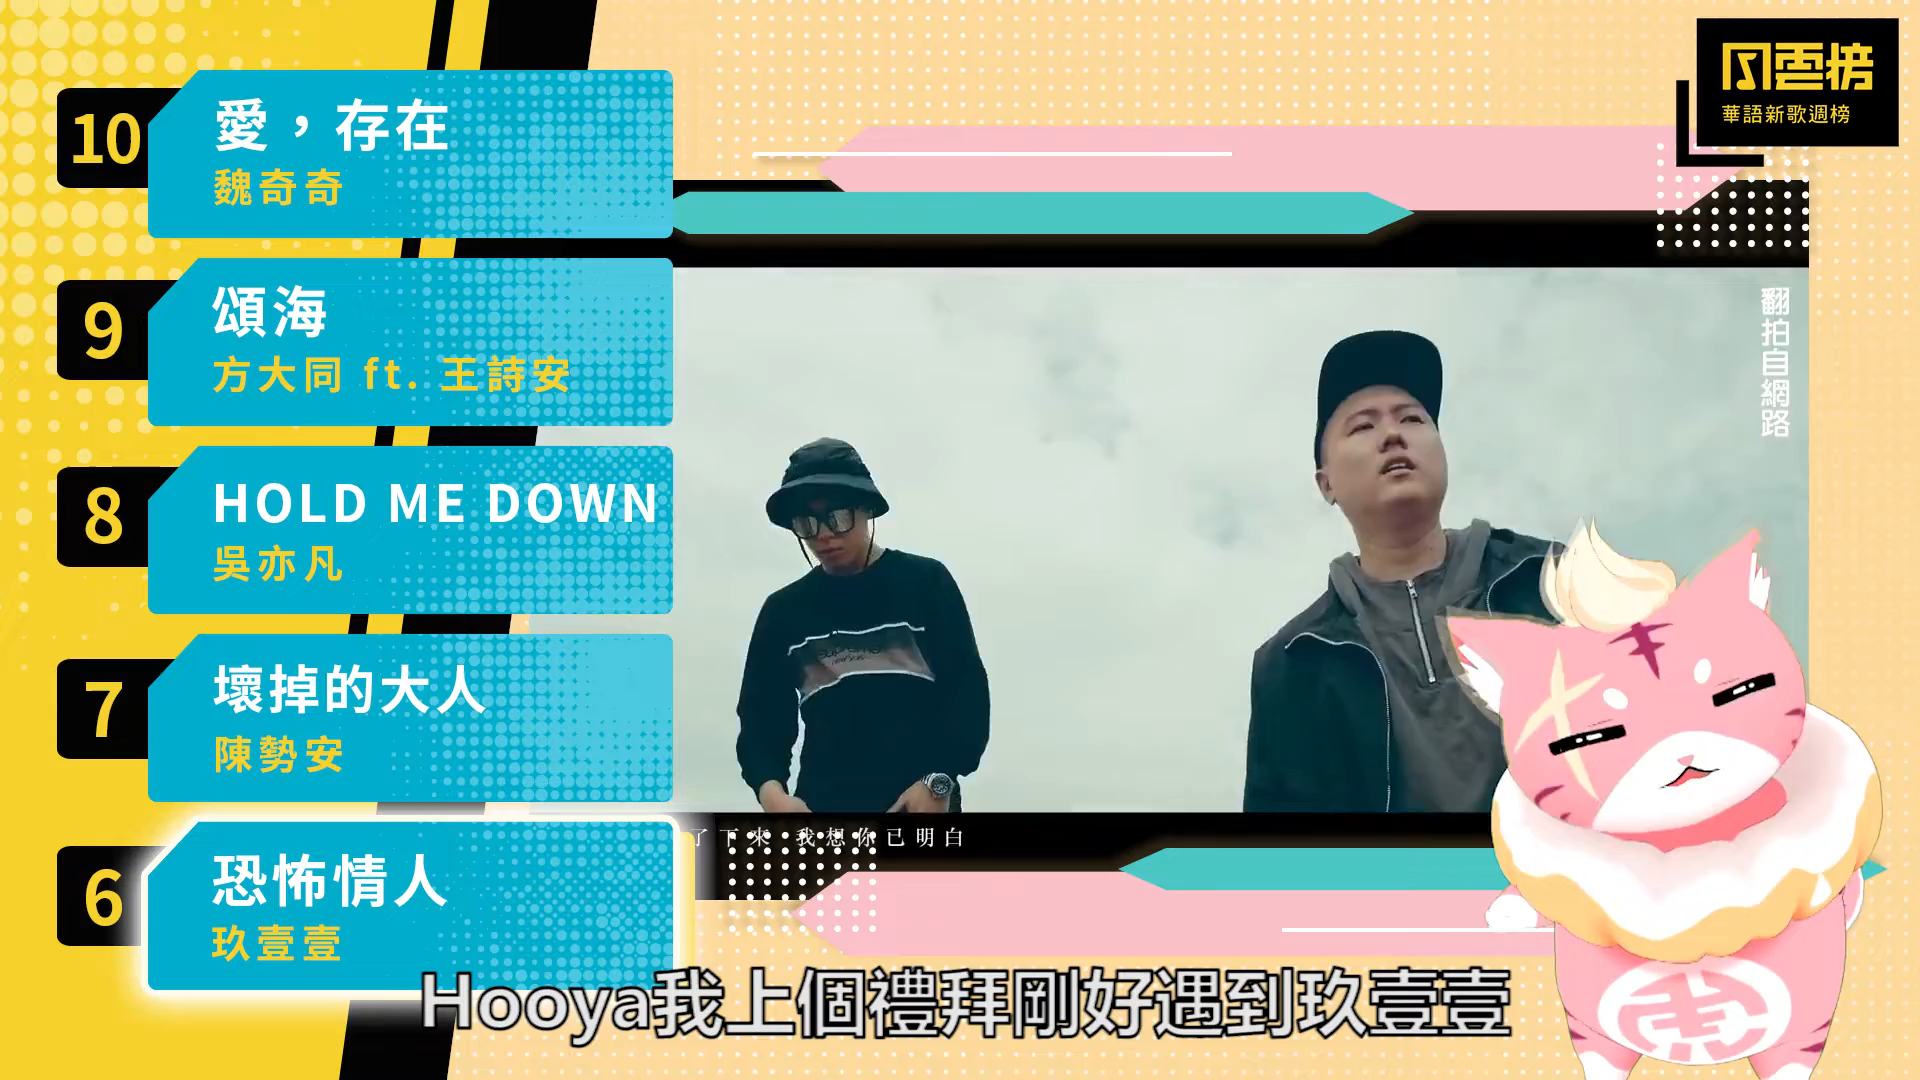 風雲榜
華語新歌週榜
10
愛，存在
魏奇奇
9
頌海
方大同 ft. 王詩安
8
HOLD ME DOWN
吳亦凡
7
壞掉的大人
陳勢安
6
恐怖情人
玖壹壹
翻拍自網路
了下來 我想你已明白
Hooya我上個禮拜剛好遇到玖壹壹